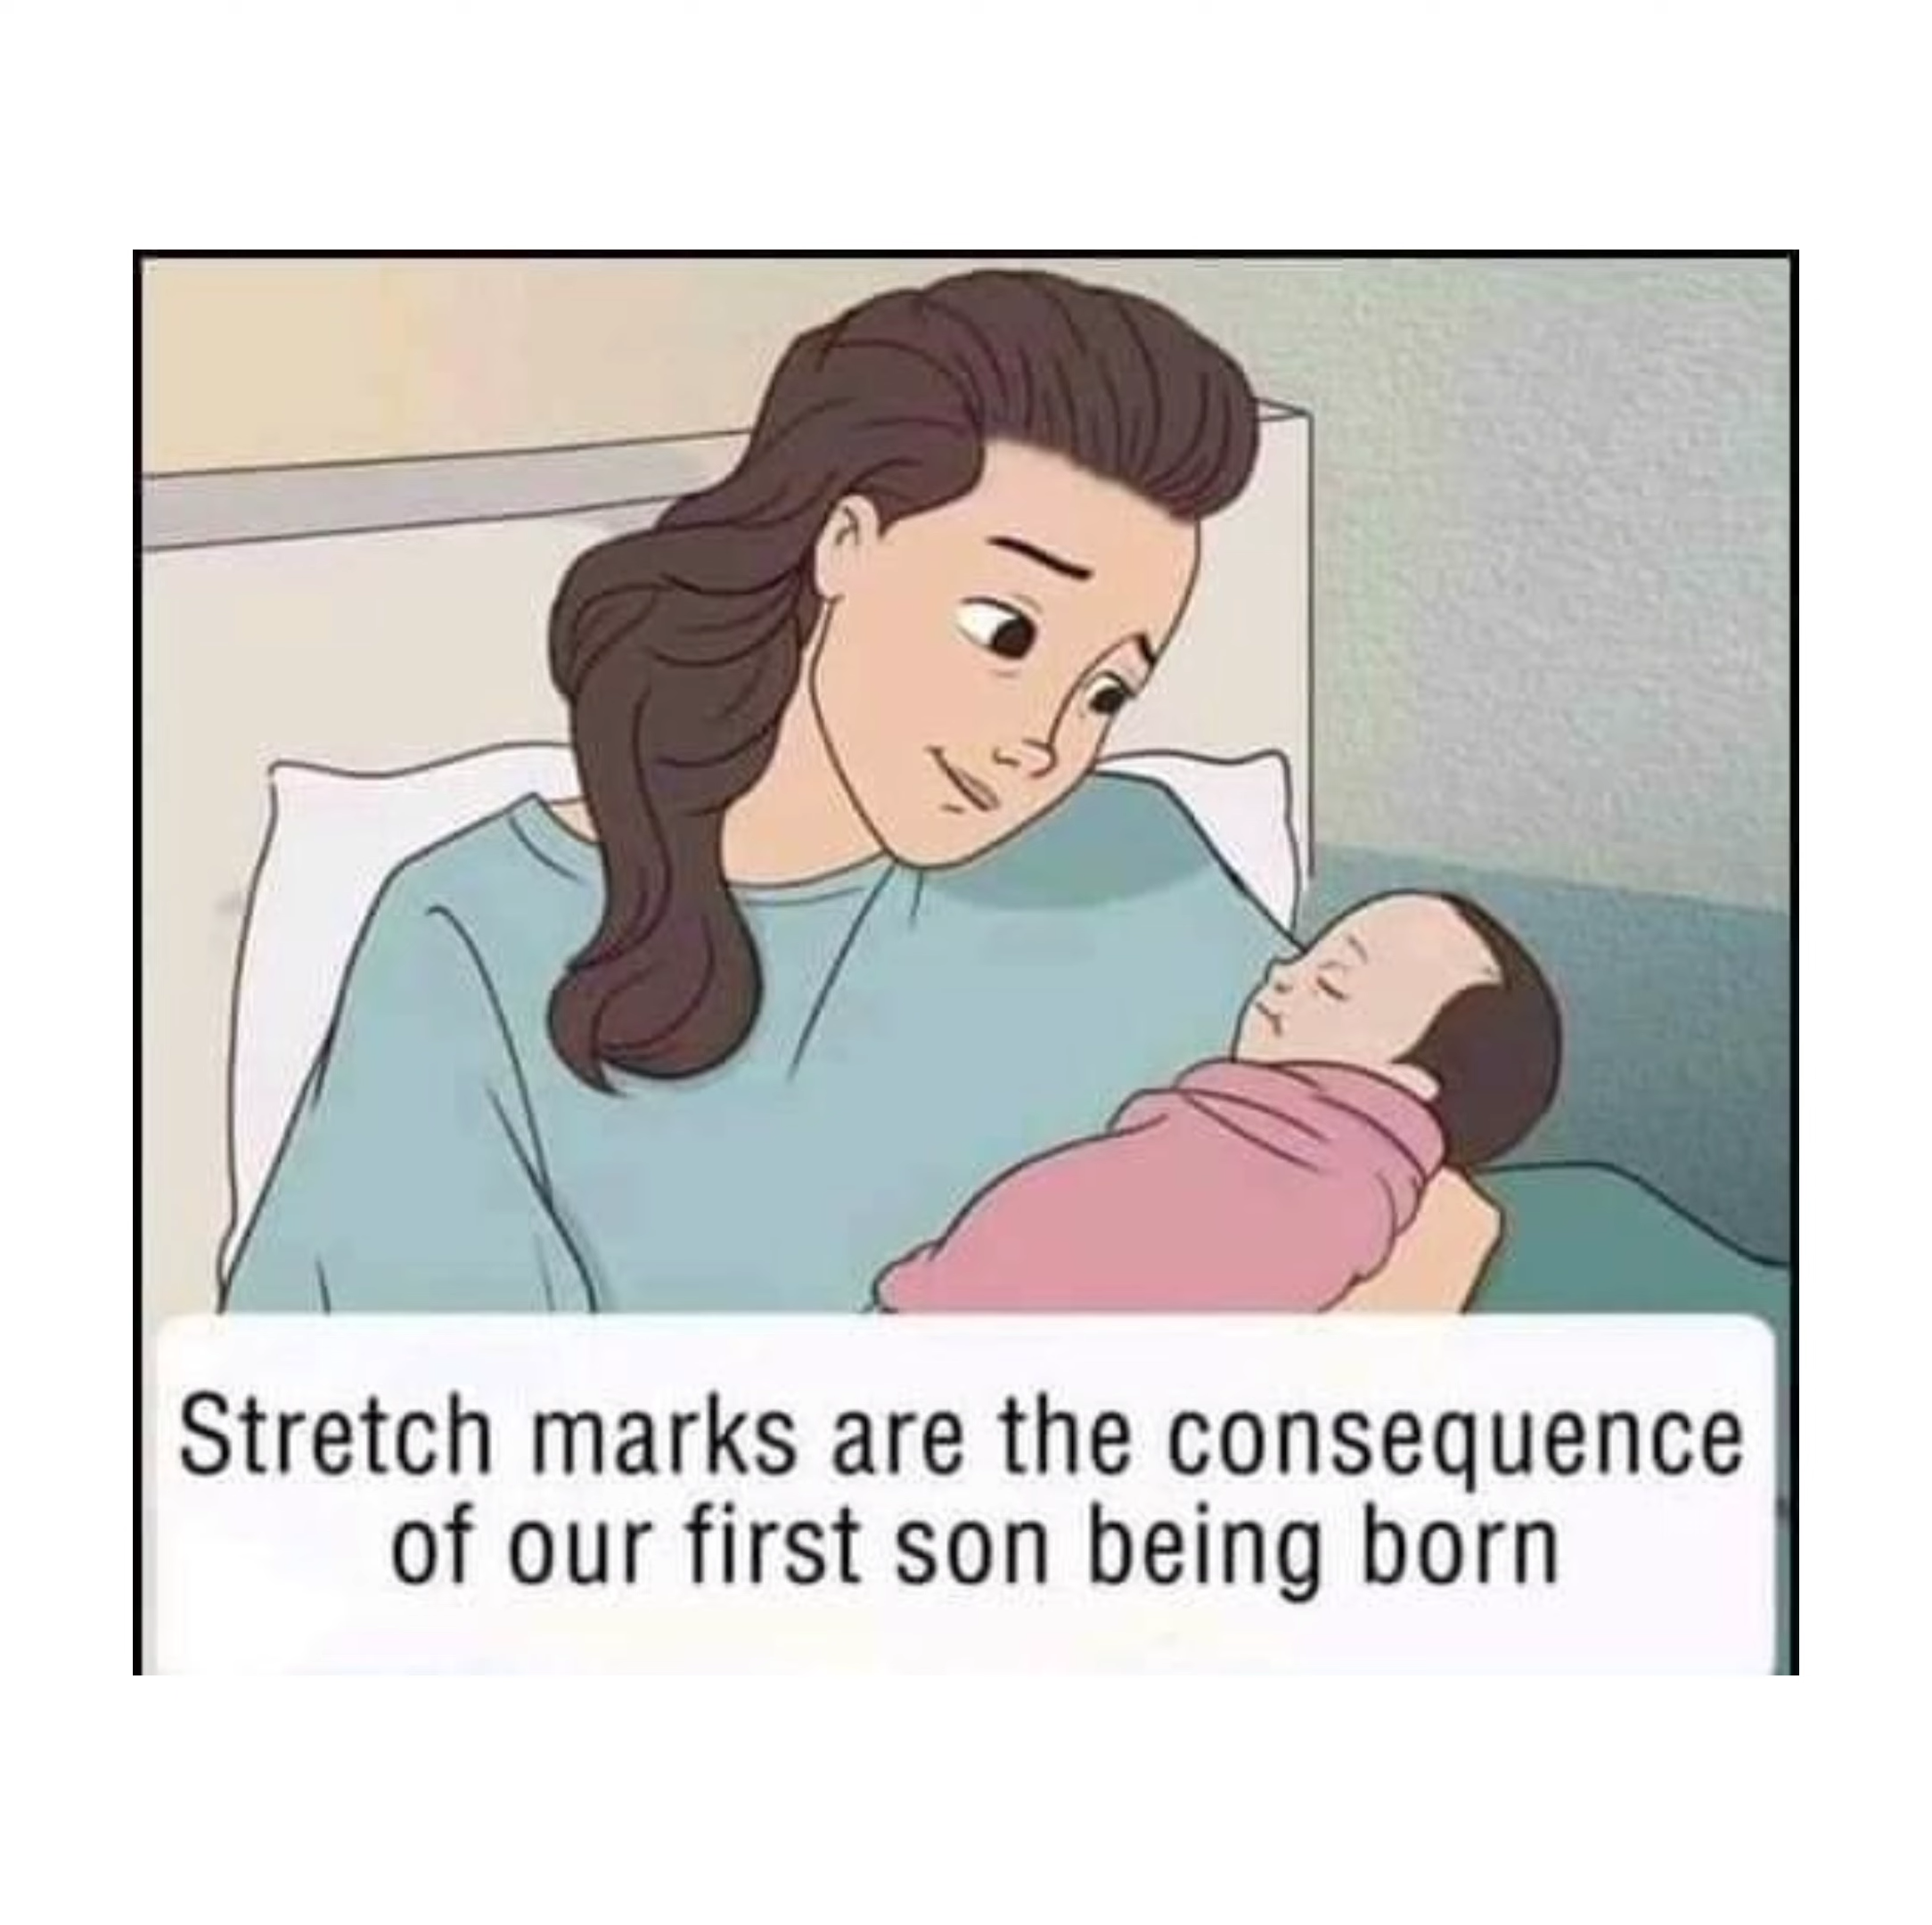 Stretch marks are the consequence
of our first son being born